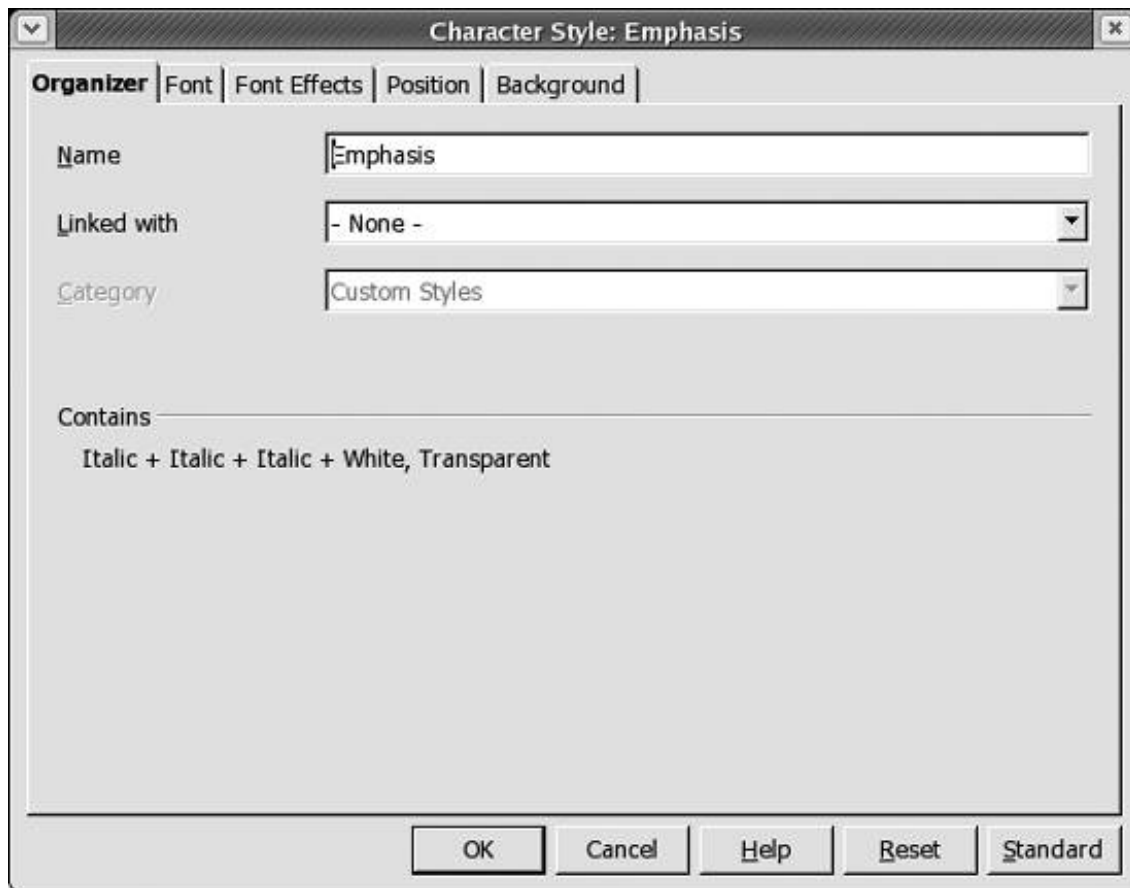 Character Style: Emphasis
Organizer Font Font Effects Position Background
Name Emphasis
Linked with - None -
Category Custom Styles
Contains
Italic + Italic + Italic + White, Transparent
OK Cancel Help Reset Standard